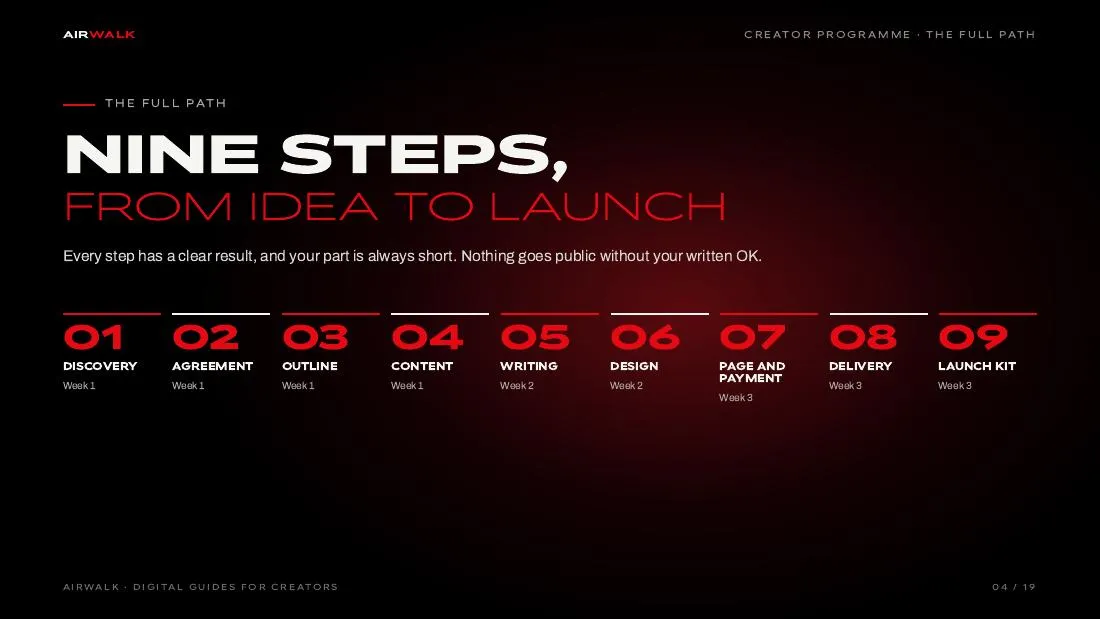 AIRWALK
CREATOR PROGRAMME · THE FULL PATH
THE FULL PATH
NINE STEPS,
FROM IDEA TO LAUNCH
Every step has a clear result, and your part is always short. Nothing goes public without your written OK.
01
DISCOVERY
Week 1
02
AGREEMENT
Week 1
03
OUTLINE
Week 1
04
CONTENT
Week 1
05
WRITING
Week 2
06
DESIGN
Week 2
07
PAGE AND
PAYMENT
Week 3
08
DELIVERY
Week 3
09
LAUNCH KIT
Week 3
AIRWALK · DIGITAL GUIDES FOR CREATORS
04 / 19